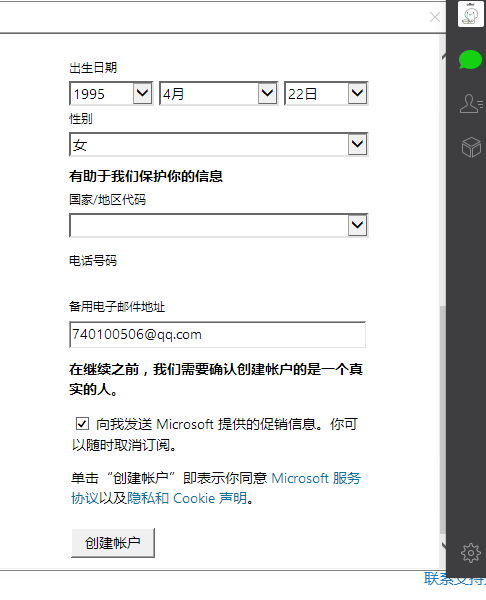 出生日期
1995 4月 22日
性别
女
有助于我们保护你的信息
国家/地区代码
电话号码
备用电子邮件地址
740100506@qq.com
在继续之前，我们需要确认创建帐户的是一个真
实的人。
向我发送 Microsoft 提供的促销信息。你可
以随时取消订阅。
单击“创建帐户”即表示你同意 Microsoft 服务
协议以及隐私和 Cookie 声明。
创建帐户
联系支持